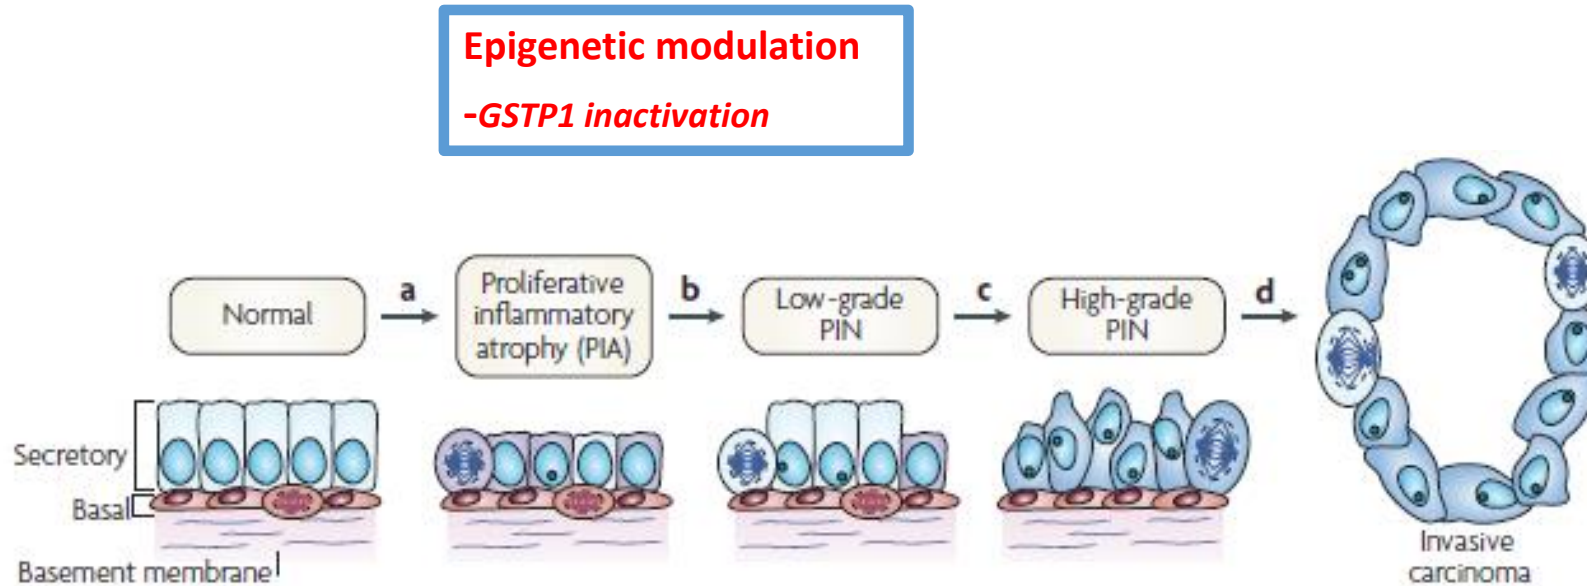 Epigenetic modulation
-GSTP1 inactivation
Normal
a
Proliferative
inflammatory
atrophy (PIA)
b
Low-grade
PIN
c
High-grade
PIN
d
Secretory
Basal
Basement membrane
Invasive
carcinoma